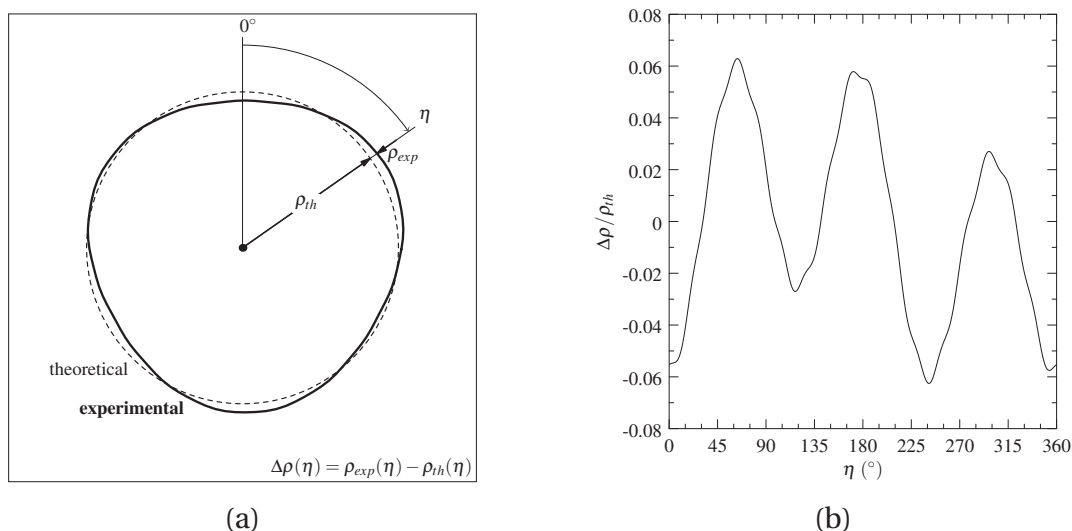 0°
η
ρexp
ρth
theoretical
experimental
Δρ(η) = ρexp(η) − ρth(η)
(a)
0.08
0.06
0.04
0.02
0
-0.02
-0.04
-0.06
-0.08
Δρ/ρth
0 45 90 135 180 225 270 315 360
η (°)
(b)